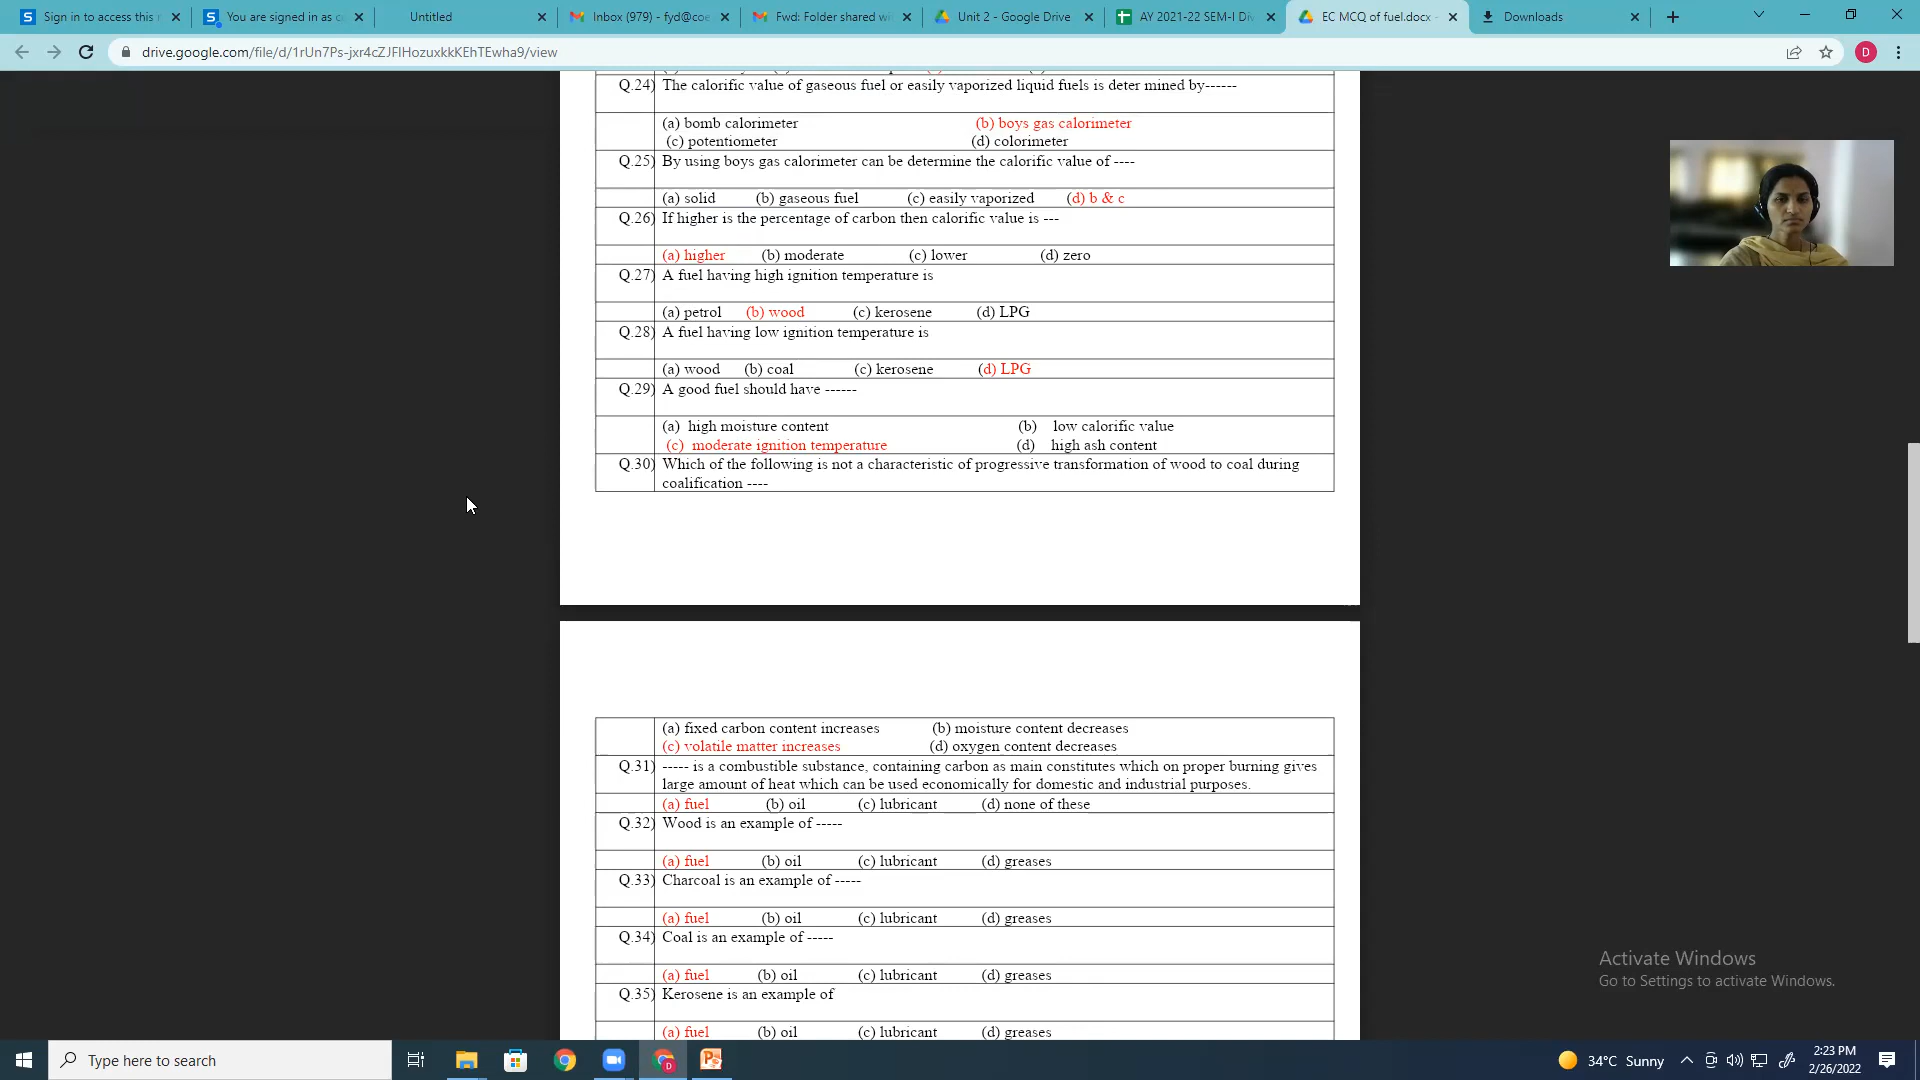 Sign in to access this
You are signed in as c
Untitled
Inbox (979) - fyd@coe
Fwd: Folder shared wi
Unit 2 - Google Drive
AY 2021-22 SEM-I Di
EC MCQ of fuel.docx
Downloads
drive.google.com/file/d/1rUn7Ps-jxr4cZJFlHozuxkkKEhTEwha9/view
D
Q.24) The calorific value of gaseous fuel or easily vaporized liquid fuels is deter mined by------
(a) bomb calorimeter (b) boys gas calorimeter
(c) potentiometer (d) colorimeter
Q.25) By using boys gas calorimeter can be determine the calorific value of ----
(a) solid (b) gaseous fuel (c) easily vaporized (d) b & c
Q.26) If higher is the percentage of carbon then calorific value is ---
(a) higher (b) moderate (c) lower (d) zero
Q.27) A fuel having high ignition temperature is
(a) petrol (b) wood (c) kerosene (d) LPG
Q.28) A fuel having low ignition temperature is
(a) wood (b) coal (c) kerosene (d) LPG
Q.29) A good fuel should have ------
(a) high moisture content (b) low calorific value
(c) moderate ignition temperature (d) high ash content
Q.30) Which of the following is not a characteristic of progressive transformation of wood to coal during
coalification ----
(a) fixed carbon content increases (b) moisture content decreases
(c) volatile matter increases (d) oxygen content decreases
Q.31) ----- is a combustible substance, containing carbon as main constitutes which on proper burning gives
large amount of heat which can be used economically for domestic and industrial purposes.
(a) fuel (b) oil (c) lubricant (d) none of these
Q.32) Wood is an example of -----
(a) fuel (b) oil (c) lubricant (d) greases
Q.33) Charcoal is an example of -----
(a) fuel (b) oil (c) lubricant (d) greases
Q.34) Coal is an example of -----
(a) fuel (b) oil (c) lubricant (d) greases
Q.35) Kerosene is an example of
(a) fuel (b) oil (c) lubricant (d) greases
Activate Windows
Go to Settings to activate Windows.
Type here to search
34°C Sunny
2:23 PM
2/26/2022